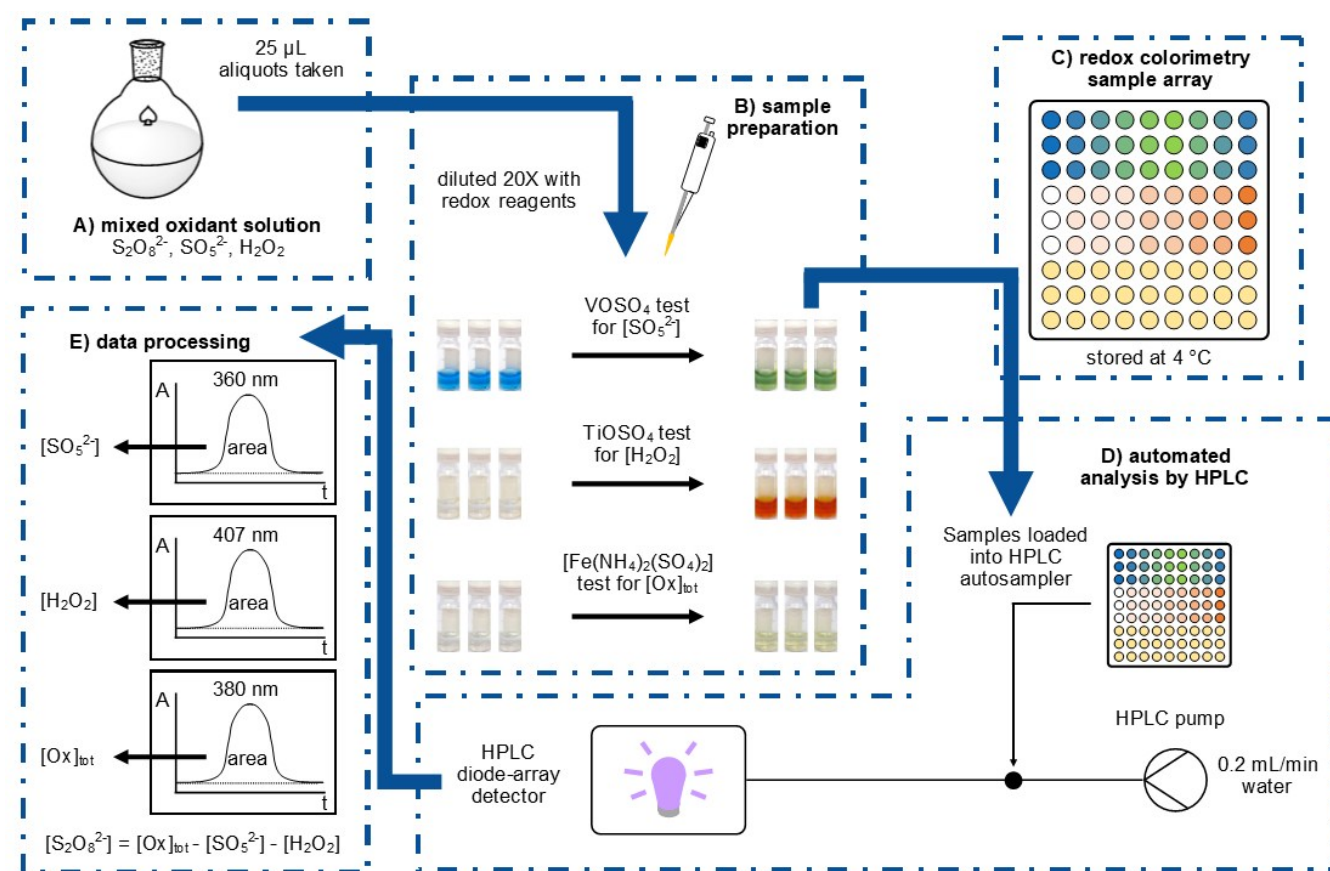 25 µL
aliquots taken
A) mixed oxidant solution
S₂O₈²⁻, SO₅²⁻, H₂O₂
B) sample
preparation
diluted 20X with
redox reagents
VOSO₄ test
for [SO₅²⁻]
TiOSO₄ test
for [H₂O₂]
[Fe(NH₄)₂(SO₄)₂]
test for [Ox]tot
C) redox colorimetry
sample array
stored at 4 °C
D) automated
analysis by HPLC
Samples loaded
into HPLC
autosampler
HPLC pump
0.2 mL/min
water
HPLC
diode-array
detector
E) data processing
A
360 nm
[SO₅²⁻]
area
t
A
407 nm
[H₂O₂]
area
t
A
380 nm
[Ox]tot
area
t
[S₂O₈²⁻] = [Ox]tot - [SO₅²⁻] - [H₂O₂]